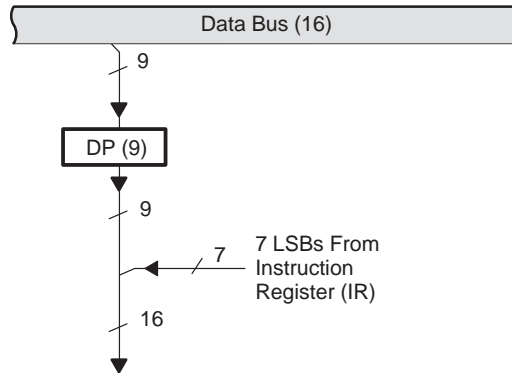 Data Bus (16)
9
DP (9)
9
7
7 LSBs From
Instruction
Register (IR)
16